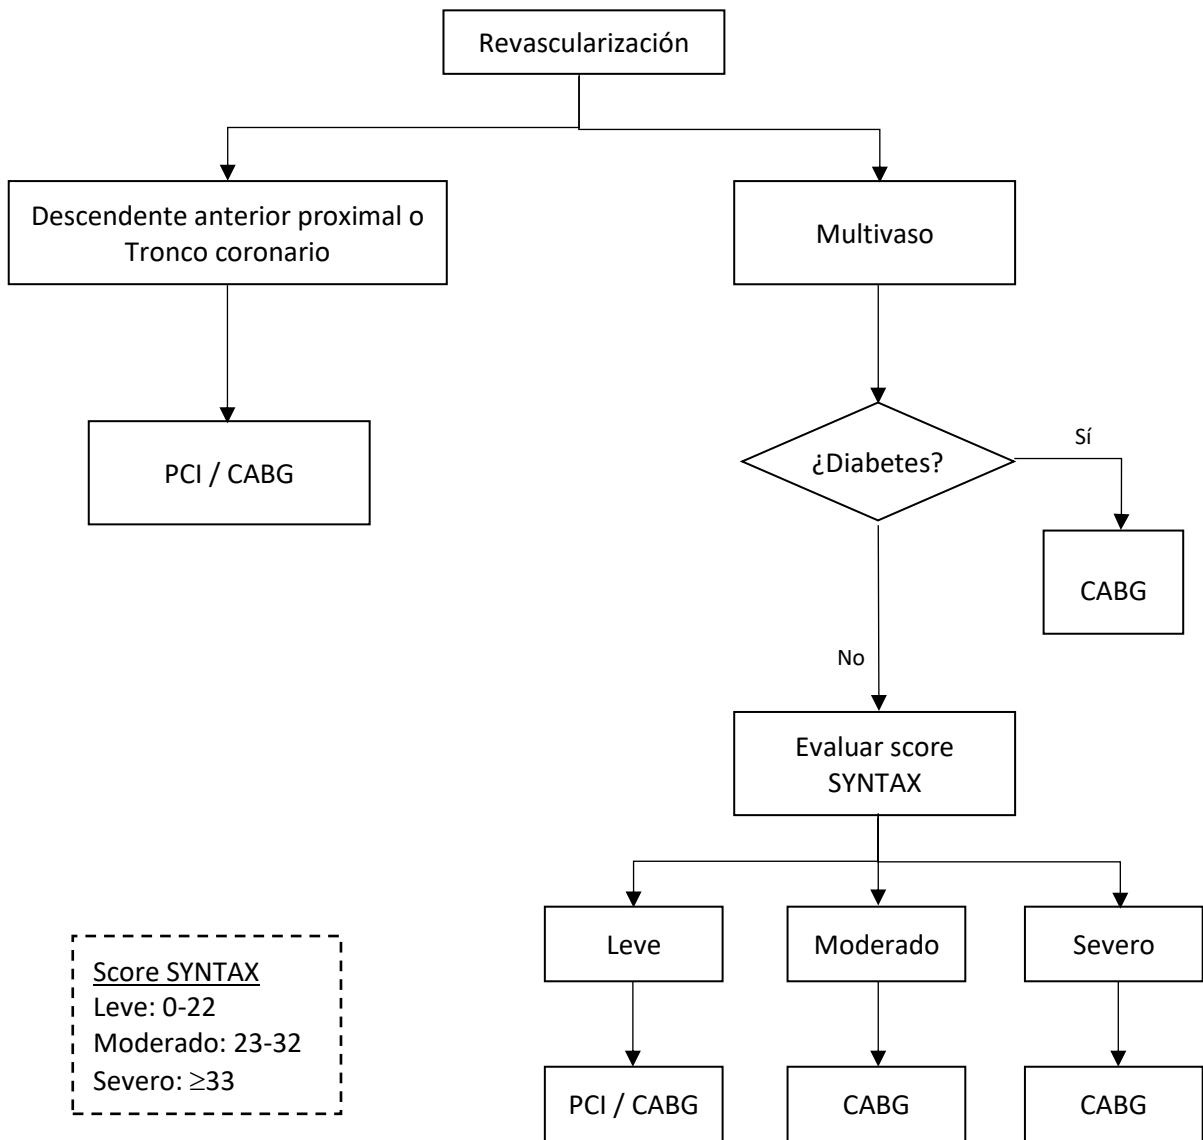 Revascularización
Descendente anterior proximal o
Tronco coronario
Multivaso
PCI / CABG
¿Diabetes?
Sí
CABG
No
Evaluar score
SYNTAX
Leve
Moderado
Severo
PCI / CABG
CABG
CABG
Score SYNTAX
Leve: 0-22
Moderado: 23-32
Severo: ≥33